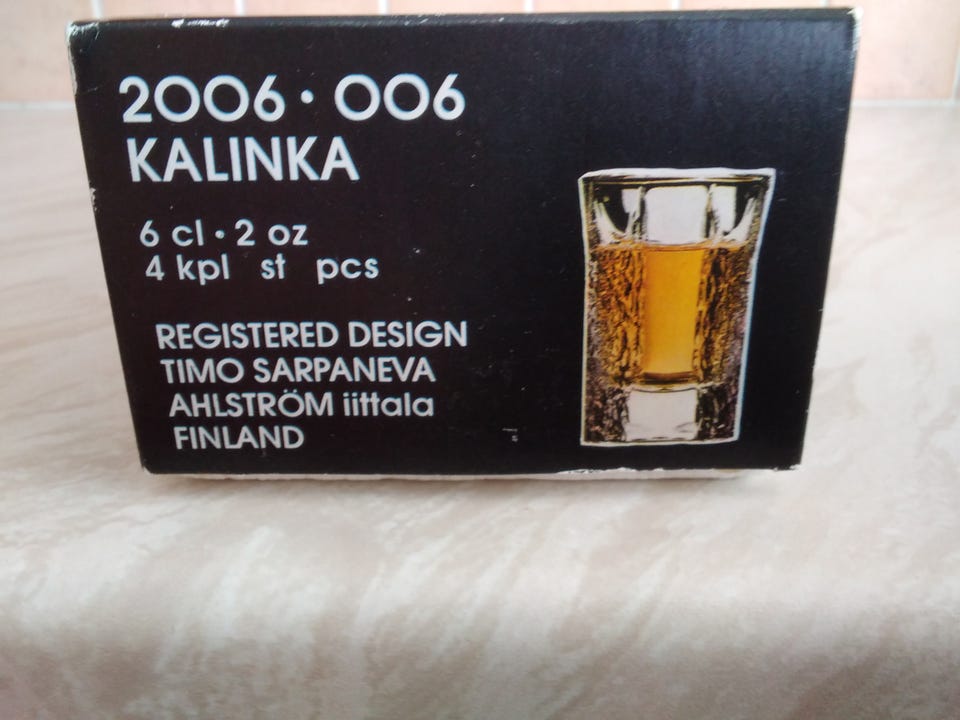 2006 • 006
KALINKA
6 cl • 2 oz
4 kpl st pcs
REGISTERED DESIGN
TIMO SARPANEVA
AHLSTRÖM iittala
FINLAND